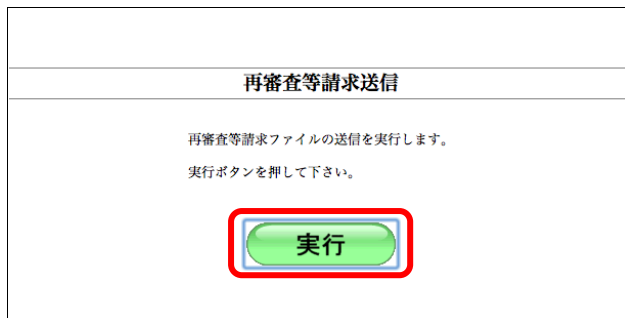 再審査等請求送信
再審査等請求ファイルの送信を実行します。
実行ボタンを押して下さい。
実行